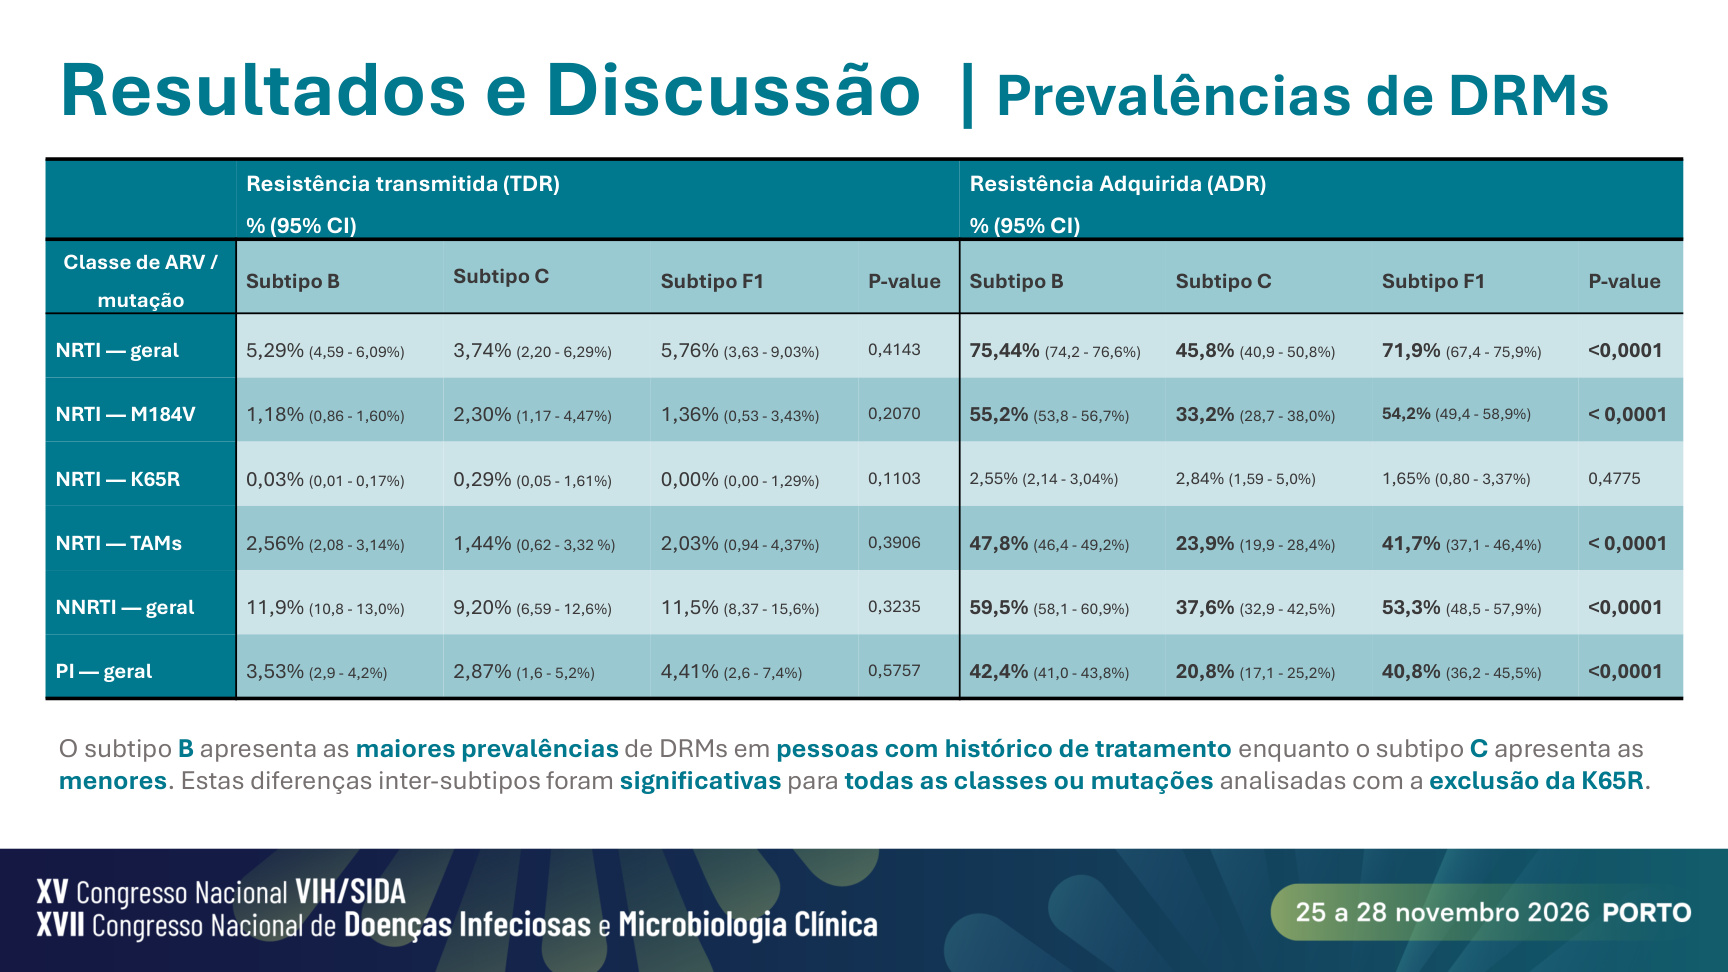 Resultados e Discussão | Prevalências de DRMs
Resistência transmitida (TDR)
% (95% CI)
Resistência Adquirida (ADR)
% (95% CI)
Classe de ARV /
mutação
Subtipo B
Subtipo C
Subtipo F1
P-value
Subtipo B
Subtipo C
Subtipo F1
P-value
NRTI — geral
5,29% (4,59 - 6,09%)
3,74% (2,20 - 6,29%)
5,76% (3,63 - 9,03%)
0,4143
75,44% (74,2 - 76,6%)
45,8% (40,9 - 50,8%)
71,9% (67,4 - 75,9%)
<0,0001
NRTI — M184V
1,18% (0,86 - 1,60%)
2,30% (1,17 - 4,47%)
1,36% (0,53 - 3,43%)
0,2070
55,2% (53,8 - 56,7%)
33,2% (28,7 - 38,0%)
54,2% (49,4 - 58,9%)
< 0,0001
NRTI — K65R
0,03% (0,01 - 0,17%)
0,29% (0,05 - 1,61%)
0,00% (0,00 - 1,29%)
0,1103
2,55% (2,14 - 3,04%)
2,84% (1,59 - 5,0%)
1,65% (0,80 - 3,37%)
0,4775
NRTI — TAMs
2,56% (2,08 - 3,14%)
1,44% (0,62 - 3,32 %)
2,03% (0,94 - 4,37%)
0,3906
47,8% (46,4 - 49,2%)
23,9% (19,9 - 28,4%)
41,7% (37,1 - 46,4%)
< 0,0001
NNRTI — geral
11,9% (10,8 - 13,0%)
9,20% (6,59 - 12,6%)
11,5% (8,37 - 15,6%)
0,3235
59,5% (58,1 - 60,9%)
37,6% (32,9 - 42,5%)
53,3% (48,5 - 57,9%)
<0,0001
PI — geral
3,53% (2,9 - 4,2%)
2,87% (1,6 - 5,2%)
4,41% (2,6 - 7,4%)
0,5757
42,4% (41,0 - 43,8%)
20,8% (17,1 - 25,2%)
40,8% (36,2 - 45,5%)
<0,0001
O subtipo B apresenta as maiores prevalências de DRMs em pessoas com histórico de tratamento enquanto o subtipo C apresenta as
menores. Estas diferenças inter-subtipos foram significativas para todas as classes ou mutações analisadas com a exclusão da K65R.
XV Congresso Nacional VIH/SIDA
XVII Congresso Nacional de Doenças Infeciosas e Microbiologia Clínica
25 a 28 novembro 2026 PORTO